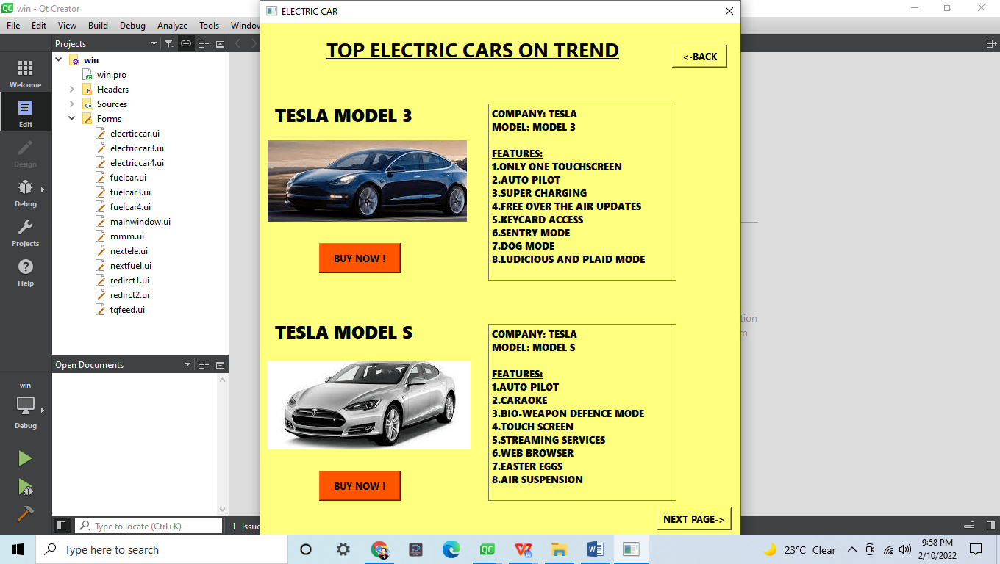 win - Qt Creator
File Edit View Build Debug Analyze Tools Windov
Projects
Welcome
Edit
Design
Debug
Projects
Help
win
win.pro
Headers
Sources
Forms
elecrticcar.ui
electriccar3.ui
electriccar4.ui
fuelcar.ui
fuelcar3.ui
fuelcar4.ui
mainwindow.ui
mmm.ui
nextele.ui
nextfuel.ui
redirct1.ui
redirct2.ui
tqfeed.ui
Open Documents
win
Debug
Type to locate (Ctrl+K)
1 Issue
ELECTRIC CAR
TOP ELECTRIC CARS ON TREND
<-BACK
TESLA MODEL 3
BUY NOW !
COMPANY: TESLA
MODEL: MODEL 3
FEATURES:
1.ONLY ONE TOUCHSCREEN
2.AUTO PILOT
3.SUPER CHARGING
4.FREE OVER THE AIR UPDATES
5.KEYCARD ACCESS
6.SENTRY MODE
7.DOG MODE
8.LUDICIOUS AND PLAID MODE
TESLA MODEL S
BUY NOW !
COMPANY: TESLA
MODEL: MODEL S
FEATURES:
1.AUTO PILOT
2.CARAOKE
3.BIO-WEAPON DEFENCE MODE
4.TOUCH SCREEN
5.STREAMING SERVICES
6.WEB BROWSER
7.EASTER EGGS
8.AIR SUSPENSION
NEXT PAGE->
tion
m
Type here to search
23°C Clear
9:58 PM
2/10/2022